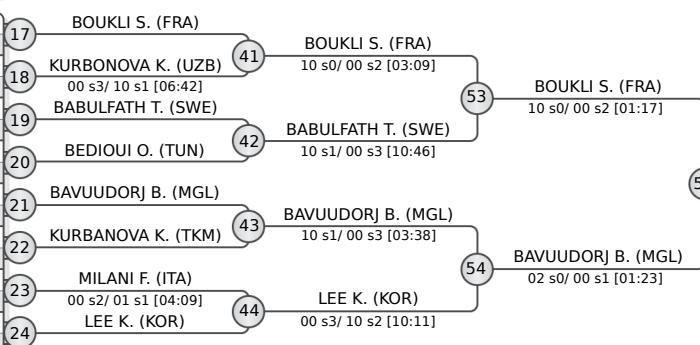 17
BOUKLI S. (FRA)
18
KURBONOVA K. (UZB)
00 s3/ 10 s1 [06:42]
41
BOUKLI S. (FRA)
10 s0/ 00 s2 [03:09]
19
BABULFATH T. (SWE)
20
BEDIOUI O. (TUN)
42
BABULFATH T. (SWE)
10 s1/ 00 s3 [10:46]
53
BOUKLI S. (FRA)
10 s0/ 00 s2 [01:17]
21
BAVUUDORJ B. (MGL)
22
KURBANOVA K. (TKM)
43
BAVUUDORJ B. (MGL)
10 s1/ 00 s3 [03:38]
23
MILANI F. (ITA)
00 s2/ 01 s1 [04:09]
24
LEE K. (KOR)
44
LEE K. (KOR)
00 s3/ 10 s2 [10:11]
54
BAVUUDORJ B. (MGL)
02 s0/ 00 s1 [01:23]